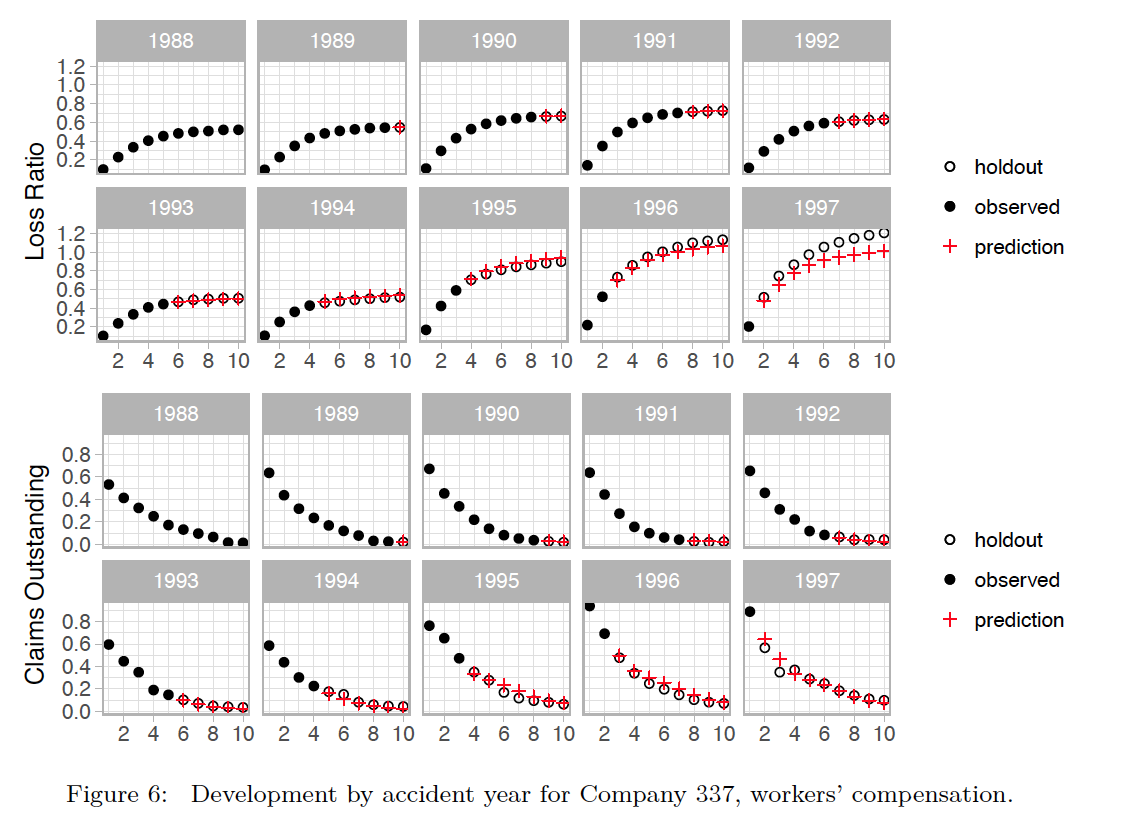 1988 1989 1990 1991 1992
1.2
1.0
0.8
0.6
0.4
0.2
1993 1994 1995 1996 1997
1.2
1.0
0.8
0.6
0.4
0.2
2 4 6 8 10 2 4 6 8 10 2 4 6 8 10 2 4 6 8 10 2 4 6 8 10
Loss Ratio
holdout
observed
prediction
1988 1989 1990 1991 1992
0.8
0.6
0.4
0.2
0.0
1993 1994 1995 1996 1997
0.8
0.6
0.4
0.2
0.0
2 4 6 8 10 2 4 6 8 10 2 4 6 8 10 2 4 6 8 10 2 4 6 8 10
Claims Outstanding
holdout
observed
prediction
Figure 6: Development by accident year for Company 337, workers’ compensation.